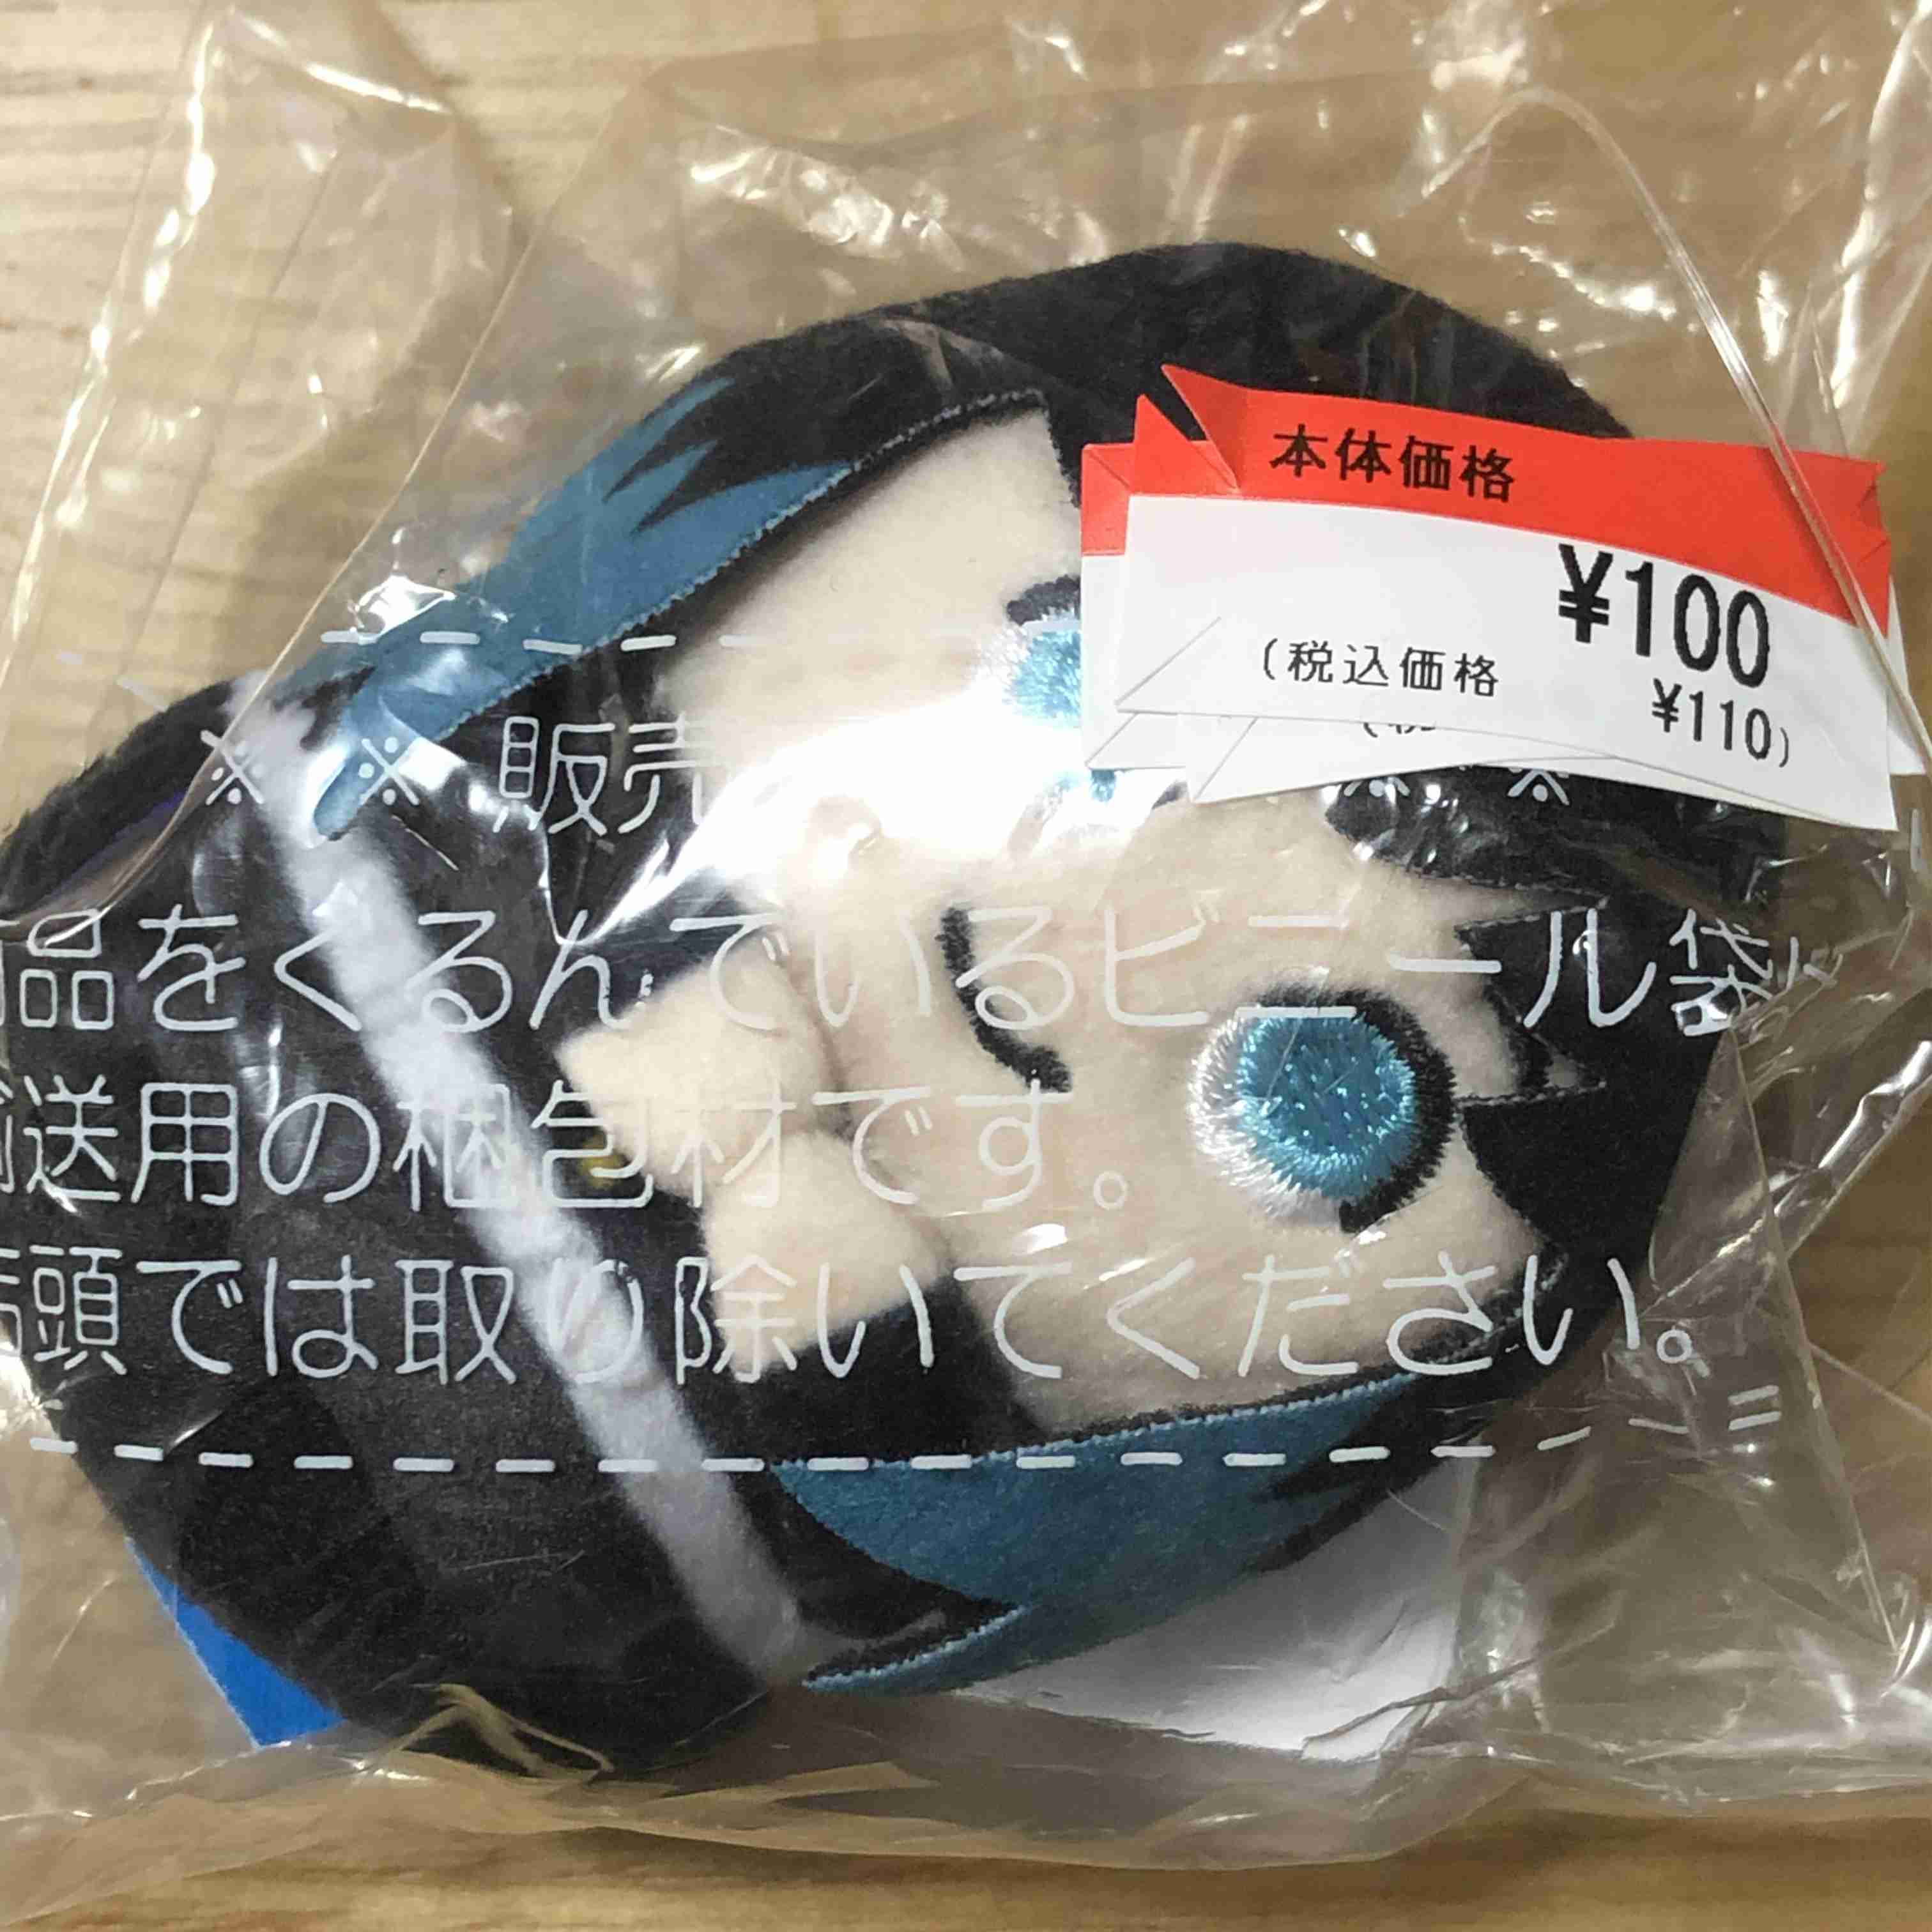 本体価格
¥100
(税込価格
¥110)
※ ※ 販売
※ ※
品をくるんでいるビニール袋は
送用の梱包材です。
頭では取り除いてください。